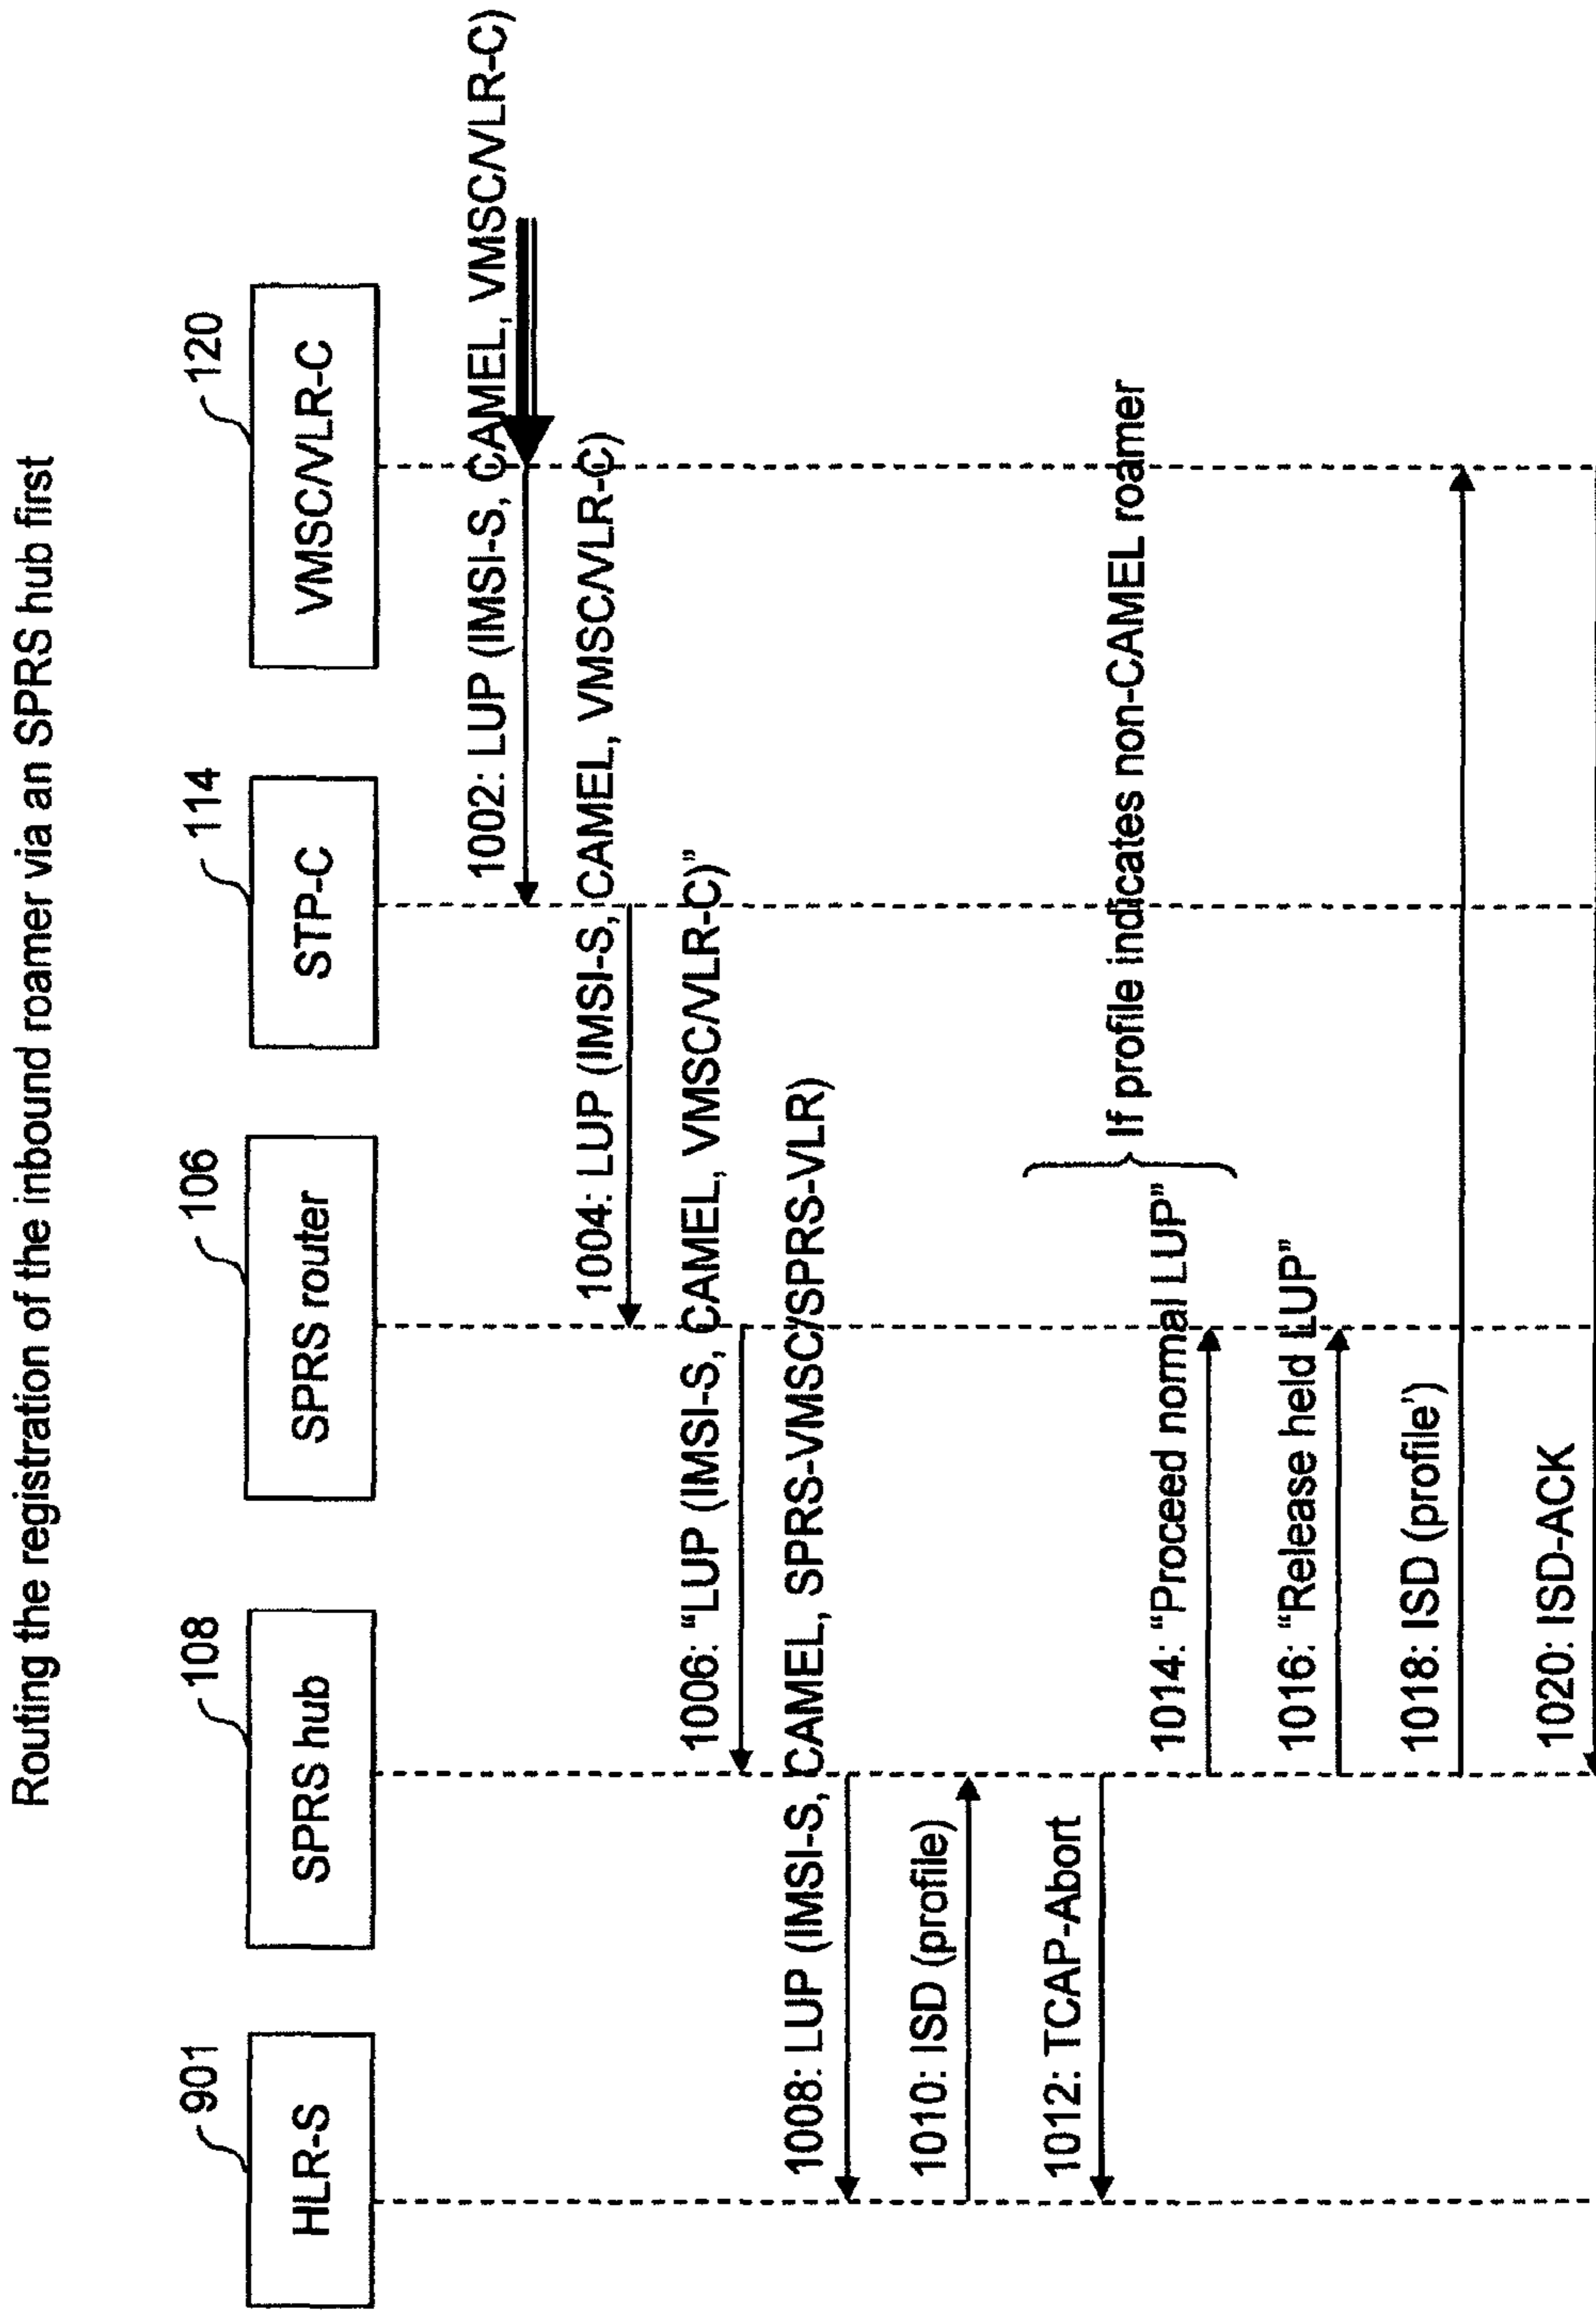 Routing the registration of the inbound roamer via an SPRS hub first
901
108
106
114
120
HLR-S
SPRS hub
SPRS router
STP-C
VMSC/VLR-C
1002: LUP (IMSI-S, CAMEL, VMSC/VLR-C)
1004: LUP (IMSI-S, CAMEL, VMSC/VLR-C)
1006: “LUP (IMSI-S, CAMEL, VMSC/VLR-C)”
1008: LUP (IMSI-S, CAMEL, SPRS-VMSC/SPRS-VLR)
1010: ISD (profile)
1012: TCAP-Abort
If profile indicates non-CAMEL roamer
1014: “Proceed normal LUP”
1016: “Release held LUP”
1018: ISD (profile’)
1020: ISD-ACK